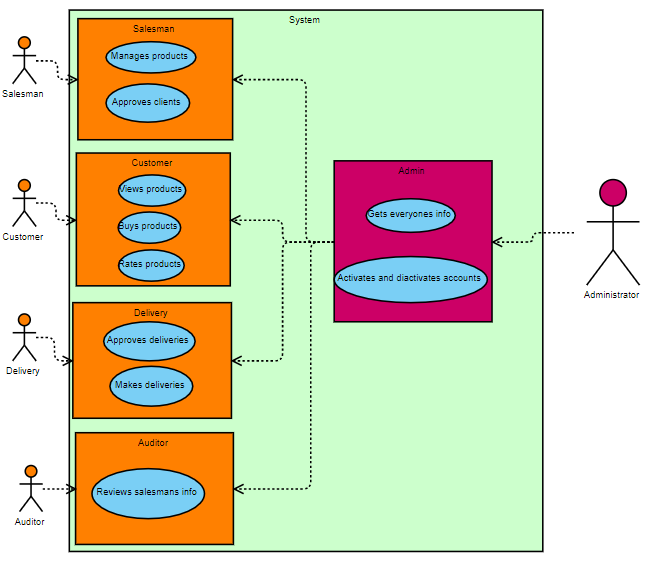 System
Salesman
Manages products
Approves clients
Salesman
Customer
Views products
Buys products
Rates products
Customer
Admin
Gets everyones info
Activates and diactivates accounts
Administrator
Delivery
Approves deliveries
Makes deliveries
Delivery
Auditor
Reviews salesmans info
Auditor